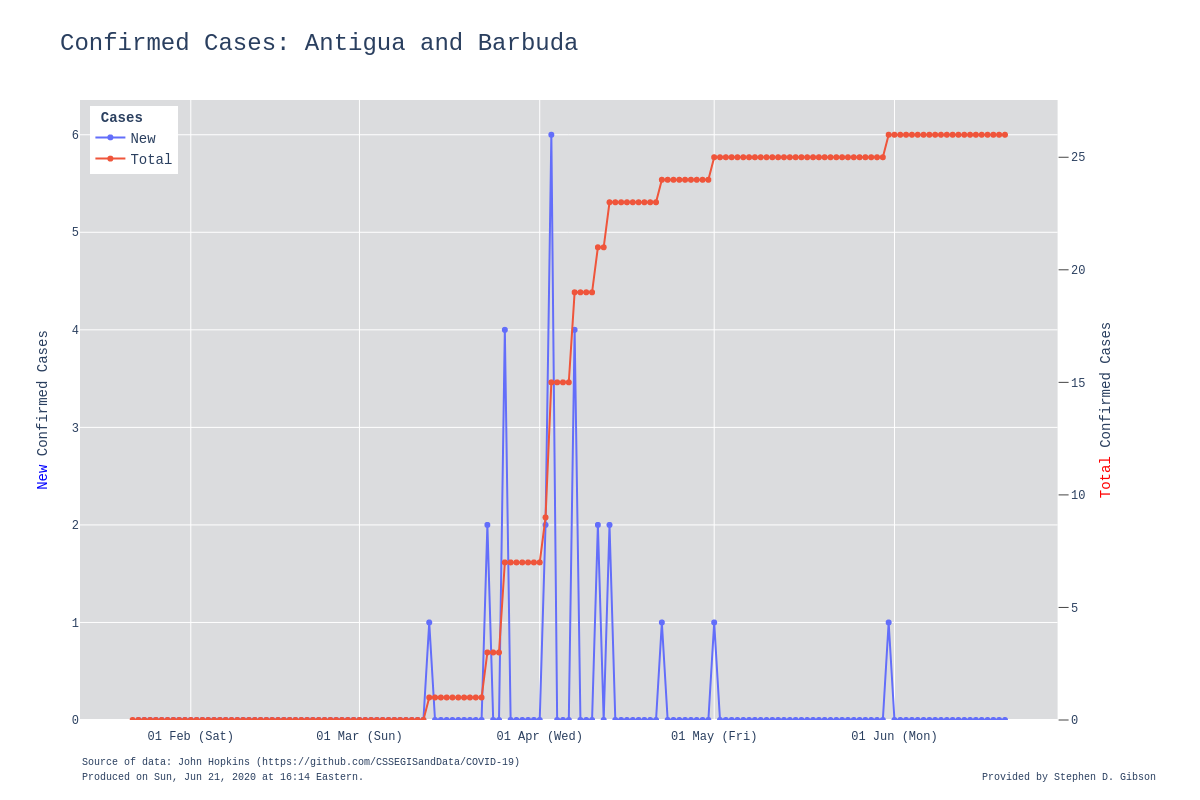 Confirmed Cases: Antigua and Barbuda
Cases
New
Total
6
5
4
3
2
1
0
25
20
15
10
5
0
New Confirmed Cases
Total Confirmed Cases
01 Feb (Sat) 01 Mar (Sun) 01 Apr (Wed) 01 May (Fri) 01 Jun (Mon)
Source of data: John Hopkins (https://github.com/CSSEGISandData/COVID-19)
Produced on Sun, Jun 21, 2020 at 16:14 Eastern.
Provided by Stephen D. Gibson